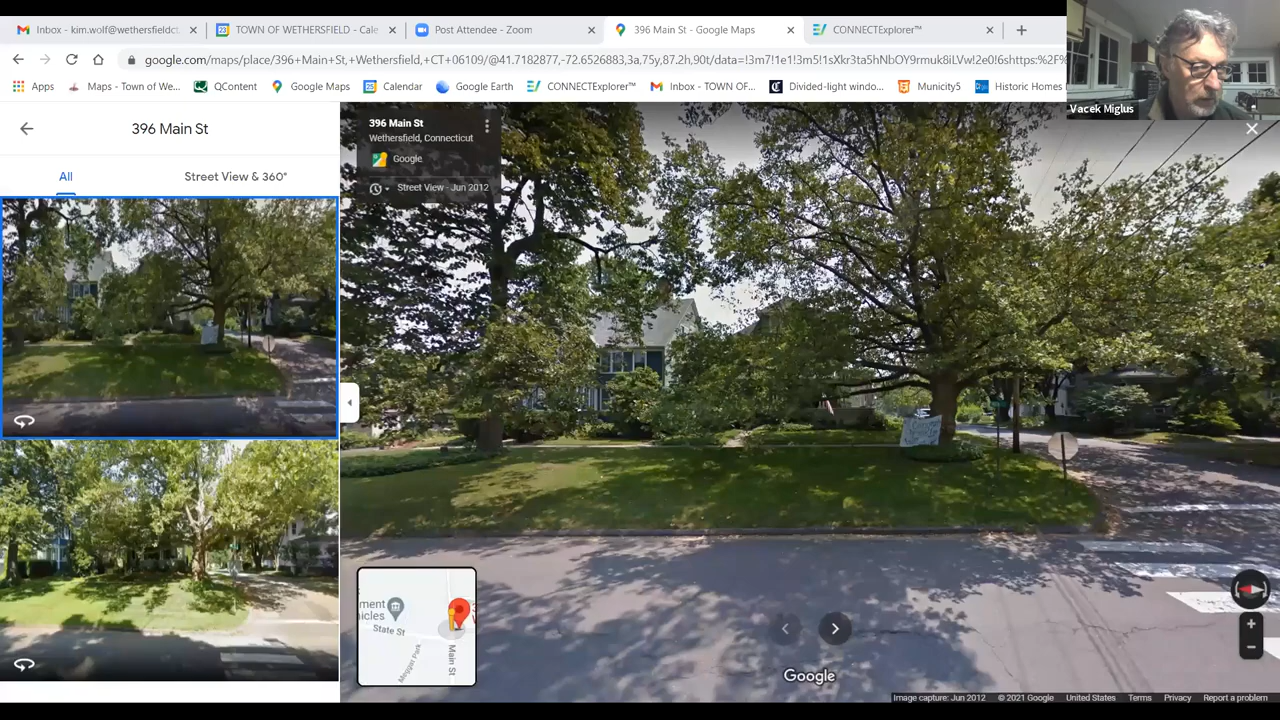 Inbox - kim.wolf@wethersfieldct
TOWN OF WETHERSFIELD - Cale
Post Attendee - Zoom
396 Main St - Google Maps
CONNECTExplorer™
google.com/maps/place/396+Main+St,+Wethersfield,+CT+06109/@41.7182877,-72.6526883,3a,75y,87.2h,90t/data=!3m7!1e1!3m5!1sXkr3ta5hNbOY9rmuk8iLVw!2e0!6shttps:%2F%
Apps
Maps - Town of We...
QContent
Google Maps
Calendar
Google Earth
CONNECTExplorer™
Inbox - TOWN OF...
Divided-light windo...
Municity5
Historic Homes
Vacek Miglus
396 Main St
All
Street View & 360°
396 Main St
Wethersfield, Connecticut
Google
Street View - Jun 2012
State St
Main St
Google
Image capture: Jun 2012 © 2021 Google United States Terms Privacy Report a problem